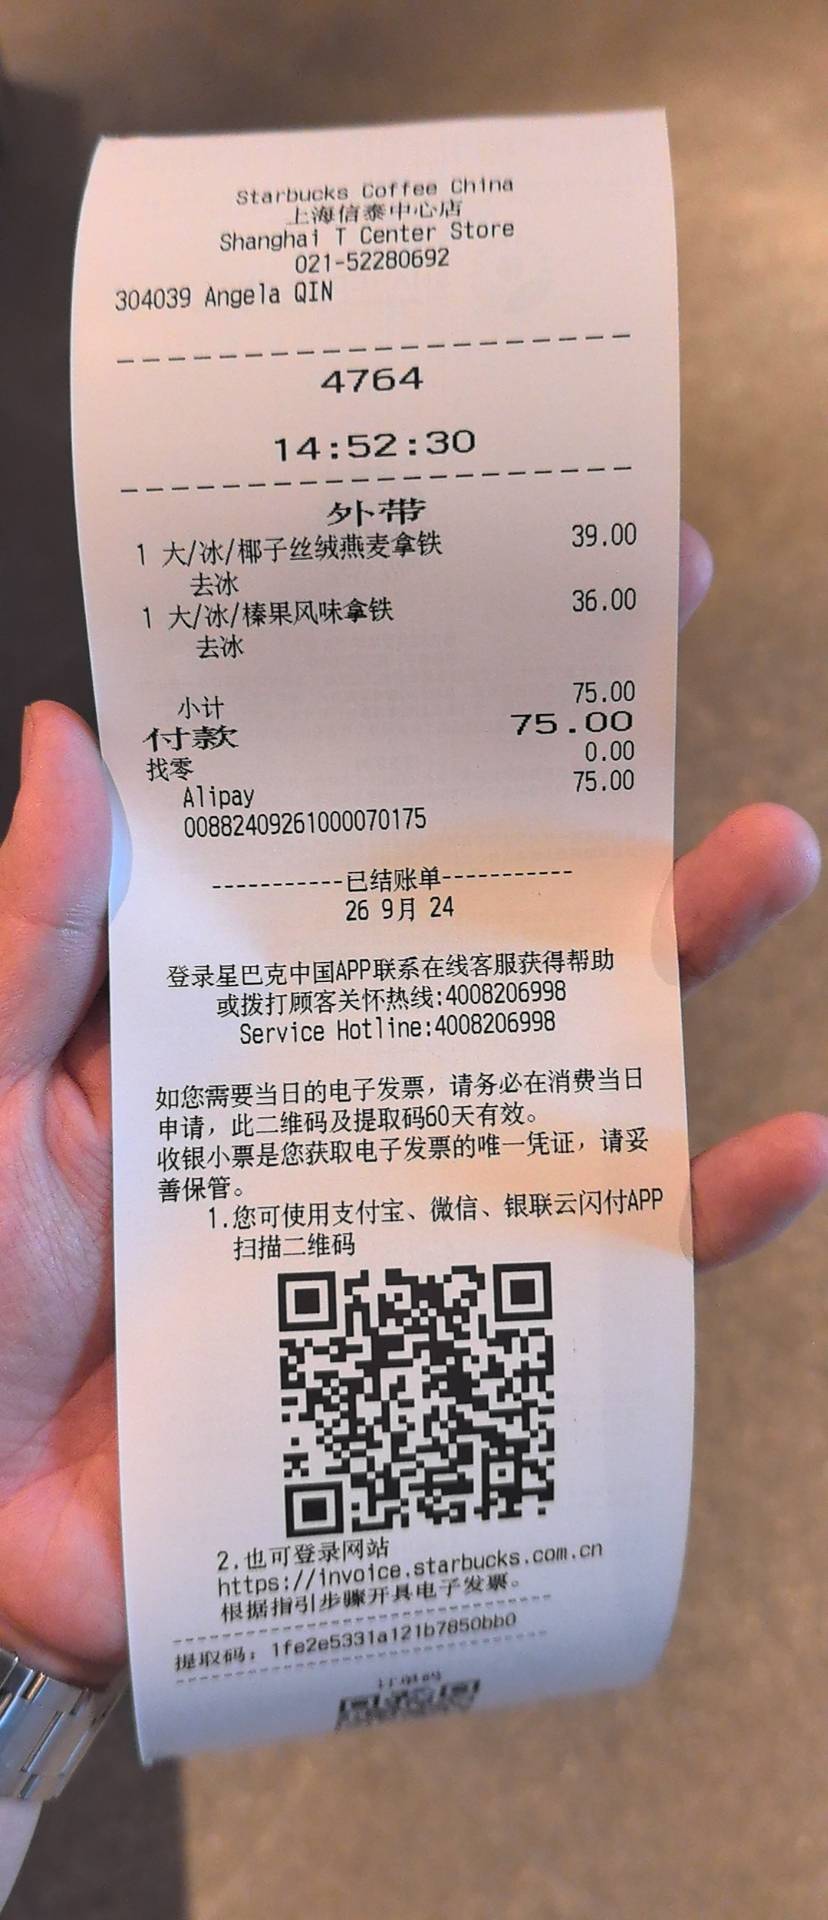 Starbucks Coffee China
上海信泰中心店
Shanghai T Center Store
021-52280692
304039 Angela QIN
4764
14:52:30
外带
1 大/冰/椰子丝绒燕麦拿铁 39.00
去冰
1 大/冰/榛果风味拿铁 36.00
去冰
小计 75.00
付款 75.00
找零 0.00
Alipay 75.00
00882409261000070175
-----------已结账单-----------
26 9月 24
登录星巴克中国APP联系在线客服获得帮助
或拨打顾客关怀热线:4008206998
Service Hotline:4008206998
如您需要当日的电子发票，请务必在消费当日
申请，此二维码及提取码60天有效。
收银小票是您获取电子发票的唯一凭证，请妥
善保管。
1.您可使用支付宝、微信、银联云闪付APP
扫描二维码
2.也可登录网站
https://invoice.starbucks.com.cn
根据指引步骤开具电子发票。
提取码：1fe2e5331a121b7850bb0